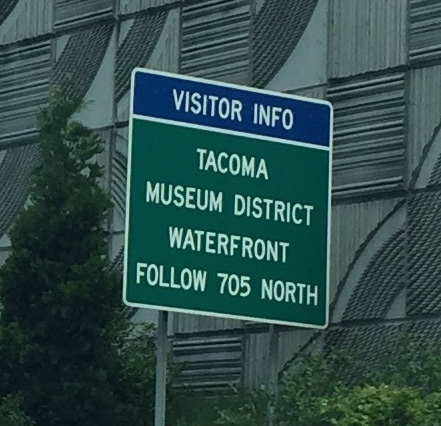 VISITOR INFO
TACOMA
MUSEUM DISTRICT
WATERFRONT
FOLLOW 705 NORTH